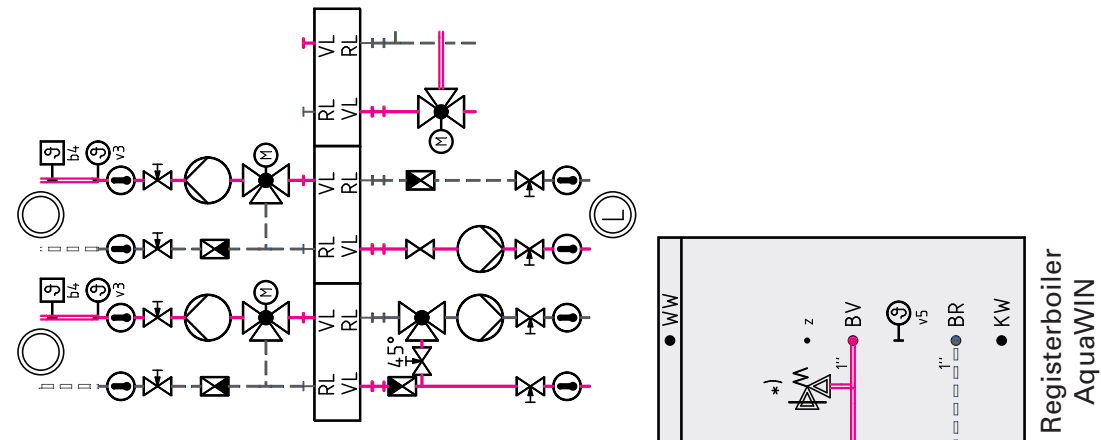 VL RL
RL VL
VL RL
RL VL
VL RL
RL VL
M
M
M
ϑ b4
ϑ v3
ϑ b4
ϑ v3
45°
L
WW
z
BV
ϑ v5
BR
KW
1"
1"
*)
Registerboiler
AquaWIN